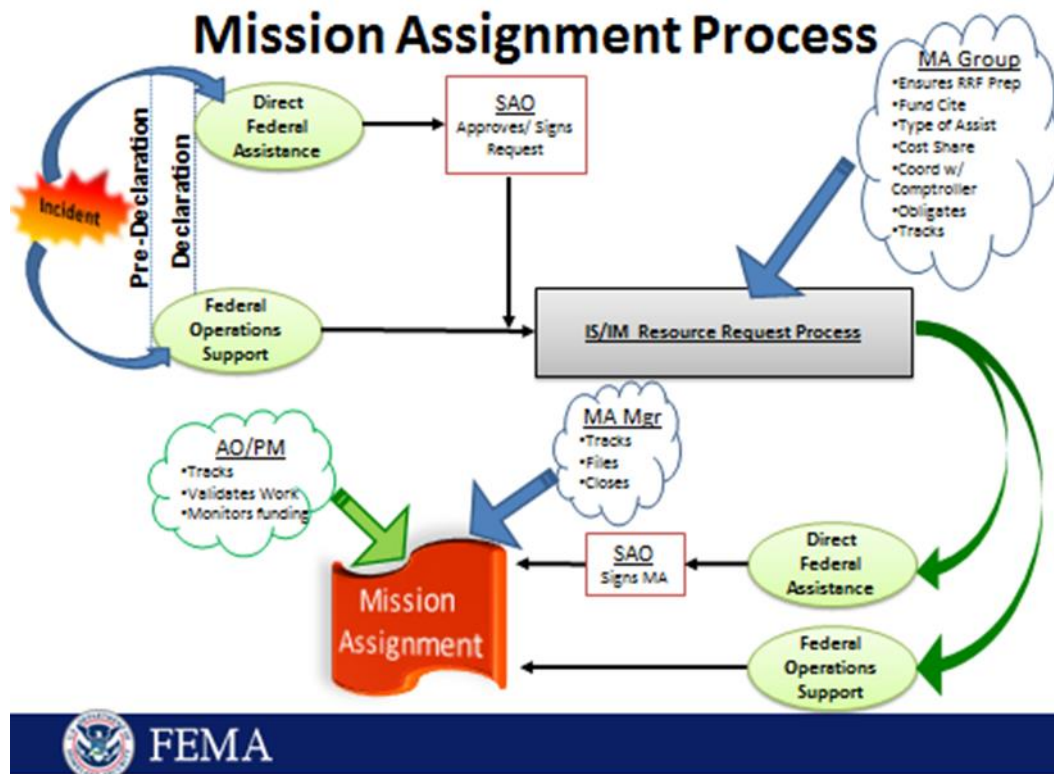 Mission Assignment Process
Incident
Pre-Declaration
Declaration
Direct
Federal
Assistance
SAO
Approves/ Signs
Request
MA Group
•Ensures RRF Prep
•Fund Cite
•Type of Assist
•Cost Share
•Coord w/
Comptroller
•Obligates
•Tracks
Federal
Operations
Support
IS/IM Resource Request Process
AO/PM
•Tracks
•Validates Work
•Monitors funding
MA Mgr
•Tracks
•Files
•Closes
Mission
Assignment
SAO
Signs MA
Direct
Federal
Assistance
Federal
Operations
Support
FEMA